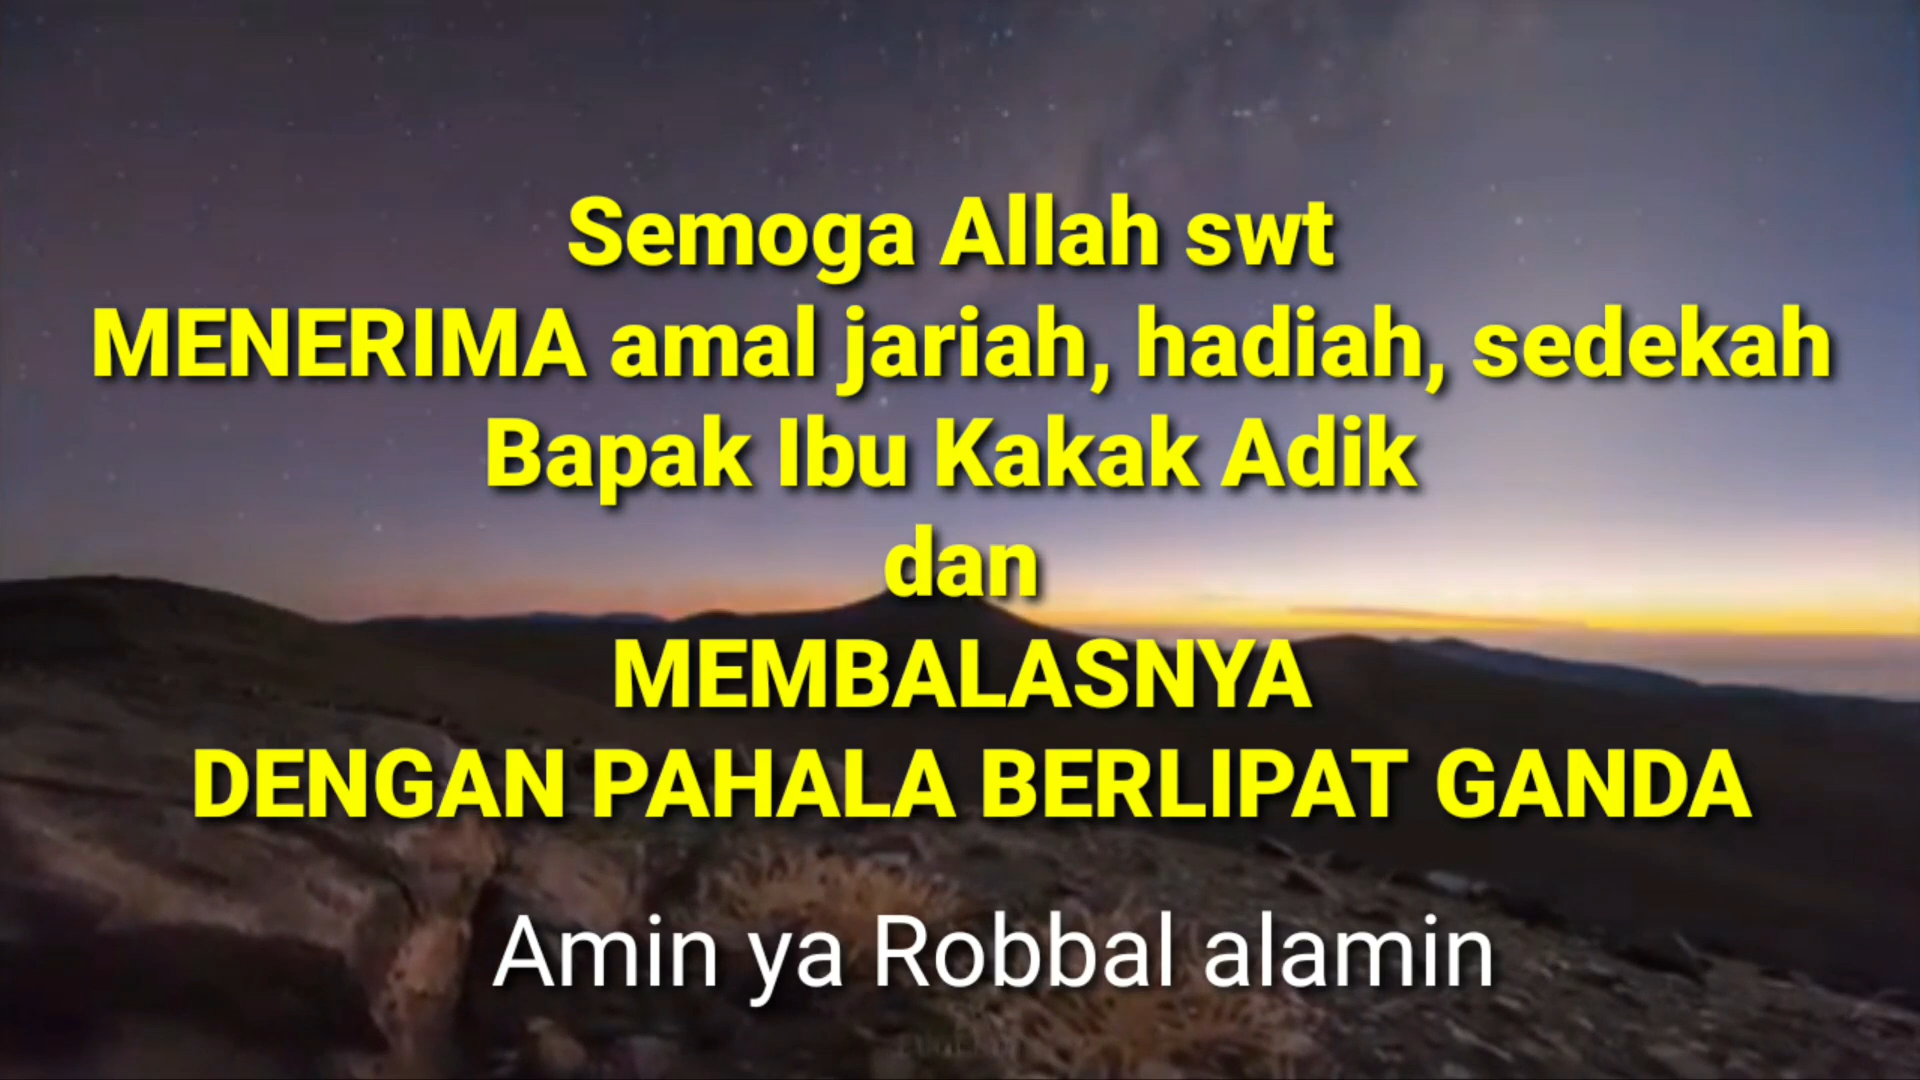 Semoga Allah swt
MENERIMA amal jariah, hadiah, sedekah
Bapak Ibu Kakak Adik
dan
MEMBALASNYA
DENGAN PAHALA BERLIPAT GANDA
Amin ya Robbal alamin